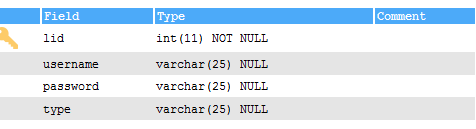 Field Type Comment
lid int(11) NOT NULL
username varchar(25) NULL
password varchar(25) NULL
type varchar(25) NULL